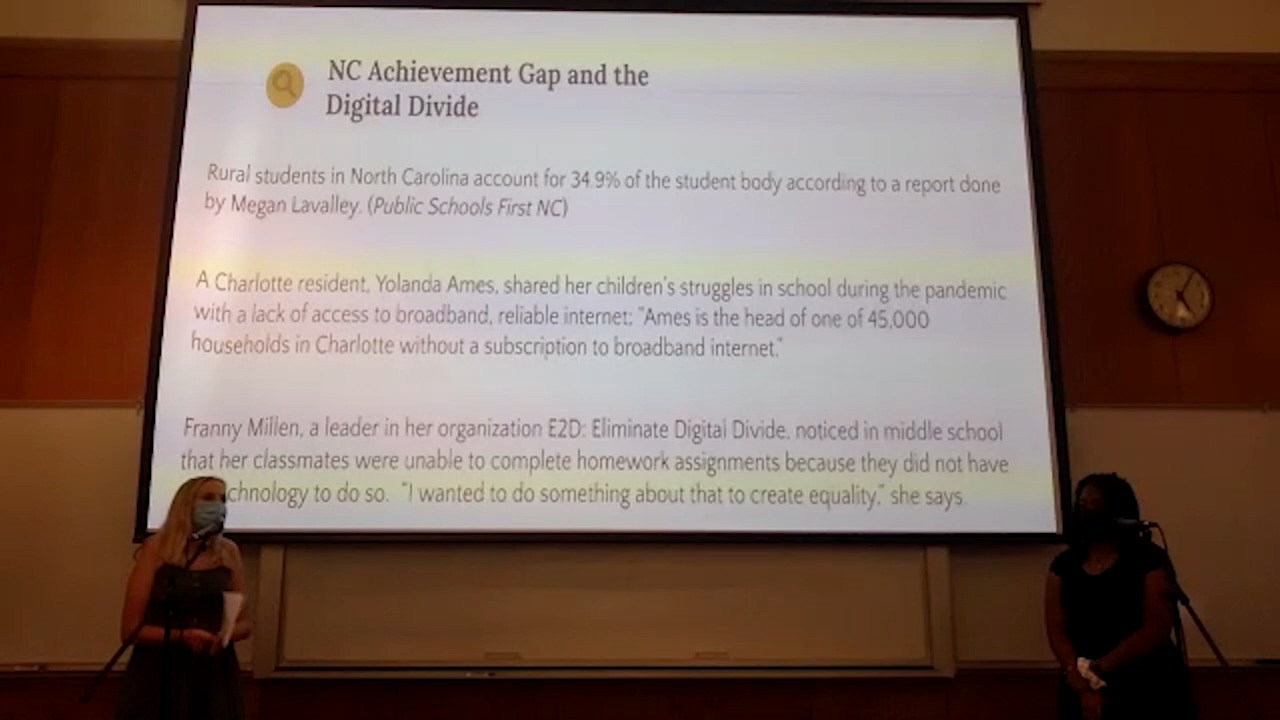 NC Achievement Gap and the
Digital Divide
Rural students in North Carolina account for 34.9% of the student body according to a report done
by Megan Lavalley. (Public Schools First NC)
A Charlotte resident, Yolanda Ames, shared her children's struggles in school during the pandemic
with a lack of access to broadband, reliable internet; "Ames is the head of one of 45,000
households in Charlotte without a subscription to broadband internet."
Franny Millen, a leader in her organization E2D: Eliminate Digital Divide, noticed in middle school
that her classmates were unable to complete homework assignments because they did not have
chnology to do so. "I wanted to do something about that to create equality," she says.